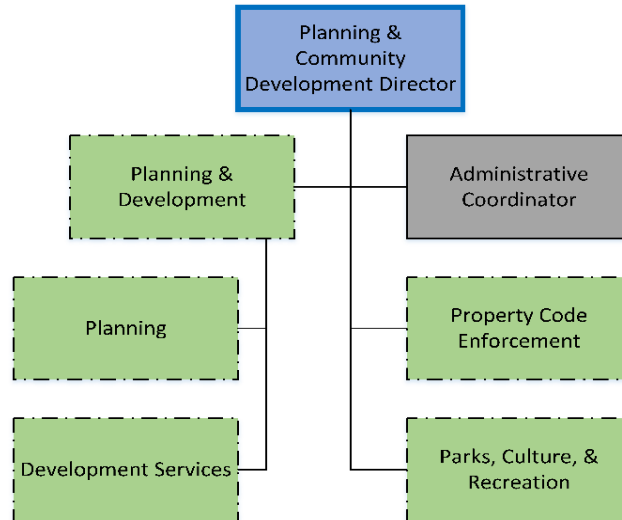 Planning &
Community
Development Director
Planning &
Development
Administrative
Coordinator
Planning
Property Code
Enforcement
Development Services
Parks, Culture, &
Recreation